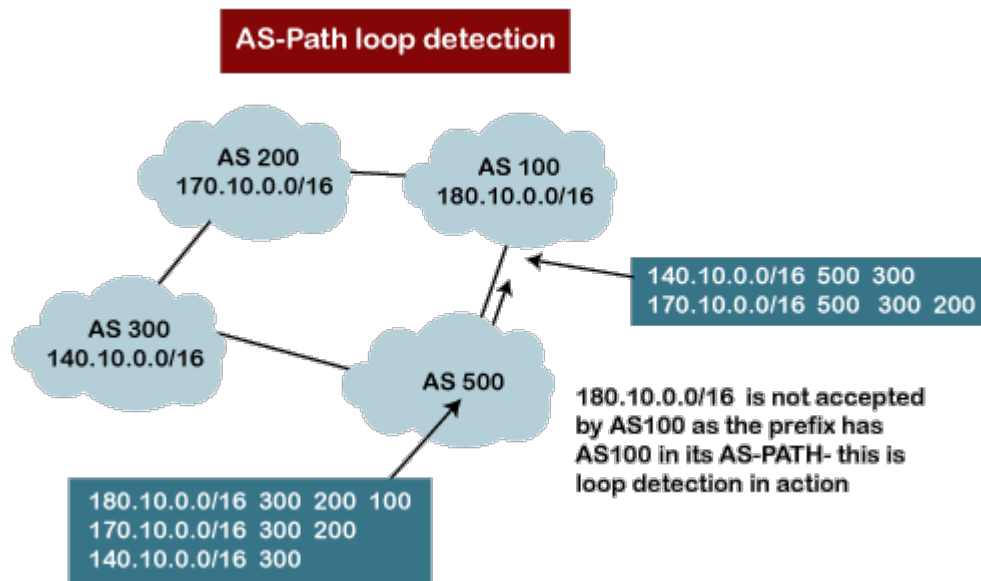 AS-Path loop detection
AS 200
170.10.0.0/16
AS 100
180.10.0.0/16
140.10.0.0/16 500 300
170.10.0.0/16 500 300 200
AS 300
140.10.0.0/16
AS 500
180.10.0.0/16 is not accepted
by AS100 as the prefix has
AS100 in its AS-PATH- this is
loop detection in action
180.10.0.0/16 300 200 100
170.10.0.0/16 300 200
140.10.0.0/16 300